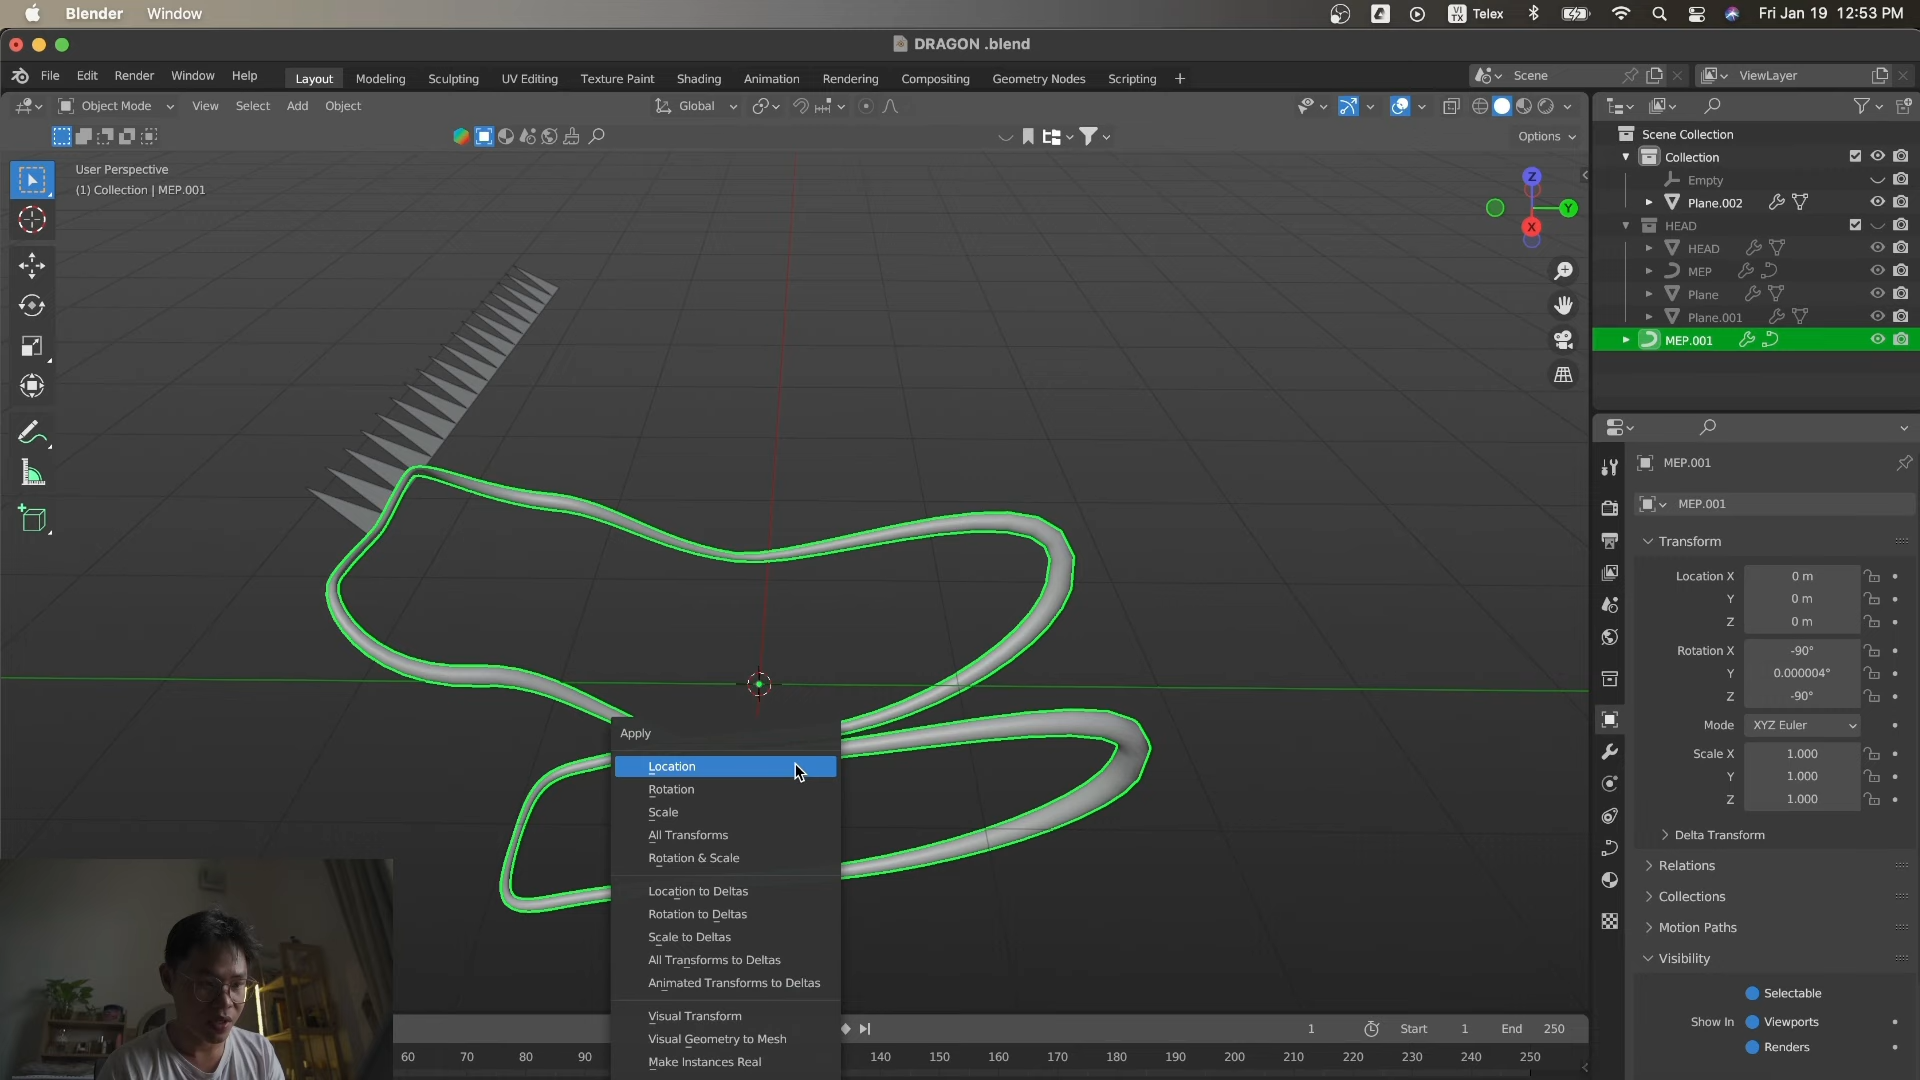 Blender Window
VI TX Telex Fri Jan 19 12:53 PM
DRAGON .blend
File Edit Render Window Help Layout Modeling Sculpting UV Editing Texture Paint Shading Animation Rendering Compositing Geometry Nodes Scripting + Scene ViewLayer
Object Mode View Select Add Object Global
Options
User Perspective
(1) Collection | MEP.001
Z
Y
X
Scene Collection
Collection
Empty
Plane.002
HEAD
HEAD
MEP
Plane
Plane.001
MEP.001
MEP.001
MEP.001
Transform
Location X 0 m
Y 0 m
Z 0 m
Rotation X -90°
Y 0.000004°
Z -90°
Mode XYZ Euler
Scale X 1.000
Y 1.000
Z 1.000
Delta Transform
Relations
Collections
Motion Paths
Visibility
Selectable
Show In Viewports
Renders
Apply
Location
Rotation
Scale
All Transforms
Rotation & Scale
Location to Deltas
Rotation to Deltas
Scale to Deltas
All Transforms to Deltas
Animated Transforms to Deltas
Visual Transform
Visual Geometry to Mesh
Make Instances Real
1 Start 1 End 250
60 70 80 90 140 150 160 170 180 190 200 210 220 230 240 250